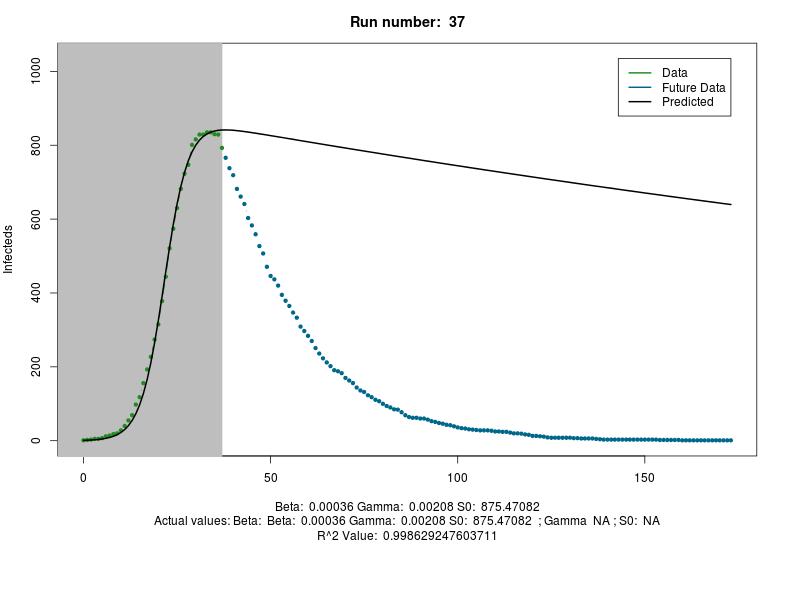 Run number: 37
Infecteds
1000
800
600
400
200
0
Data
Future Data
Predicted
0 50 100 150
Beta: 0.00036 Gamma: 0.00208 S0: 875.47082
Actual values: Beta: Beta: 0.00036 Gamma: 0.00208 S0: 875.47082 ; Gamma NA ; S0: NA
R^2 Value: 0.998629247603711